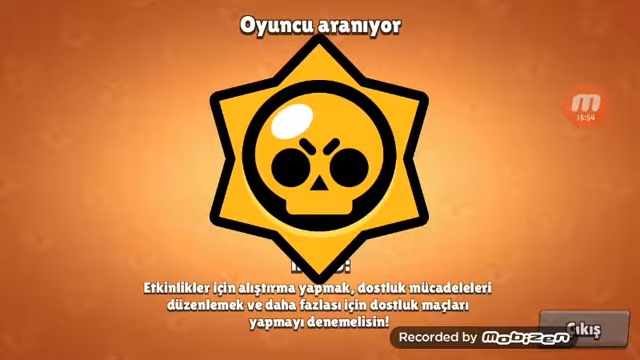 Oyuncu aranıyor
15:54
Etkinlikler için alıştırma yapmak, dostluk mücadeleleri
düzenlemek ve daha fazlası için dostluk maçları
yapmayı denemelisin!
Çıkış
Recorded by Mobizen